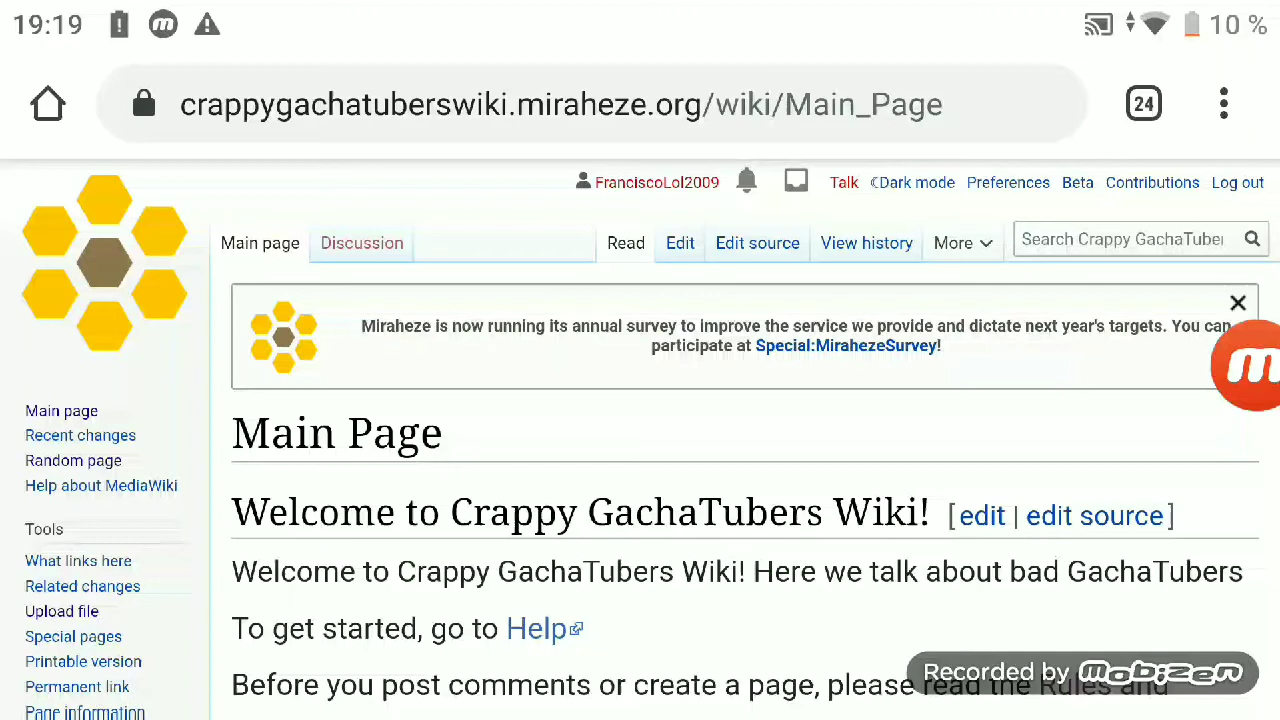 19:19
10 %
crappygachatuberswiki.miraheze.org/wiki/Main_Page
24
FranciscoLol2009 Talk Dark mode Preferences Beta Contributions Log out
Main page Discussion Read Edit Edit source View history More Search Crappy GachaTuber
Miraheze is now running its annual survey to improve the service we provide and dictate next year's targets. You can
participate at Special:MirahezeSurvey!
Main Page
Main page
Recent changes
Random page
Help about MediaWiki
Welcome to Crappy GachaTubers Wiki! [edit | edit source]
Tools
What links here
Related changes
Upload file
Special pages
Printable version
Permanent link
Page information
Welcome to Crappy GachaTubers Wiki! Here we talk about bad GachaTubers
To get started, go to Help
Before you post comments or create a page, please read the Rules and
Recorded by mobizen